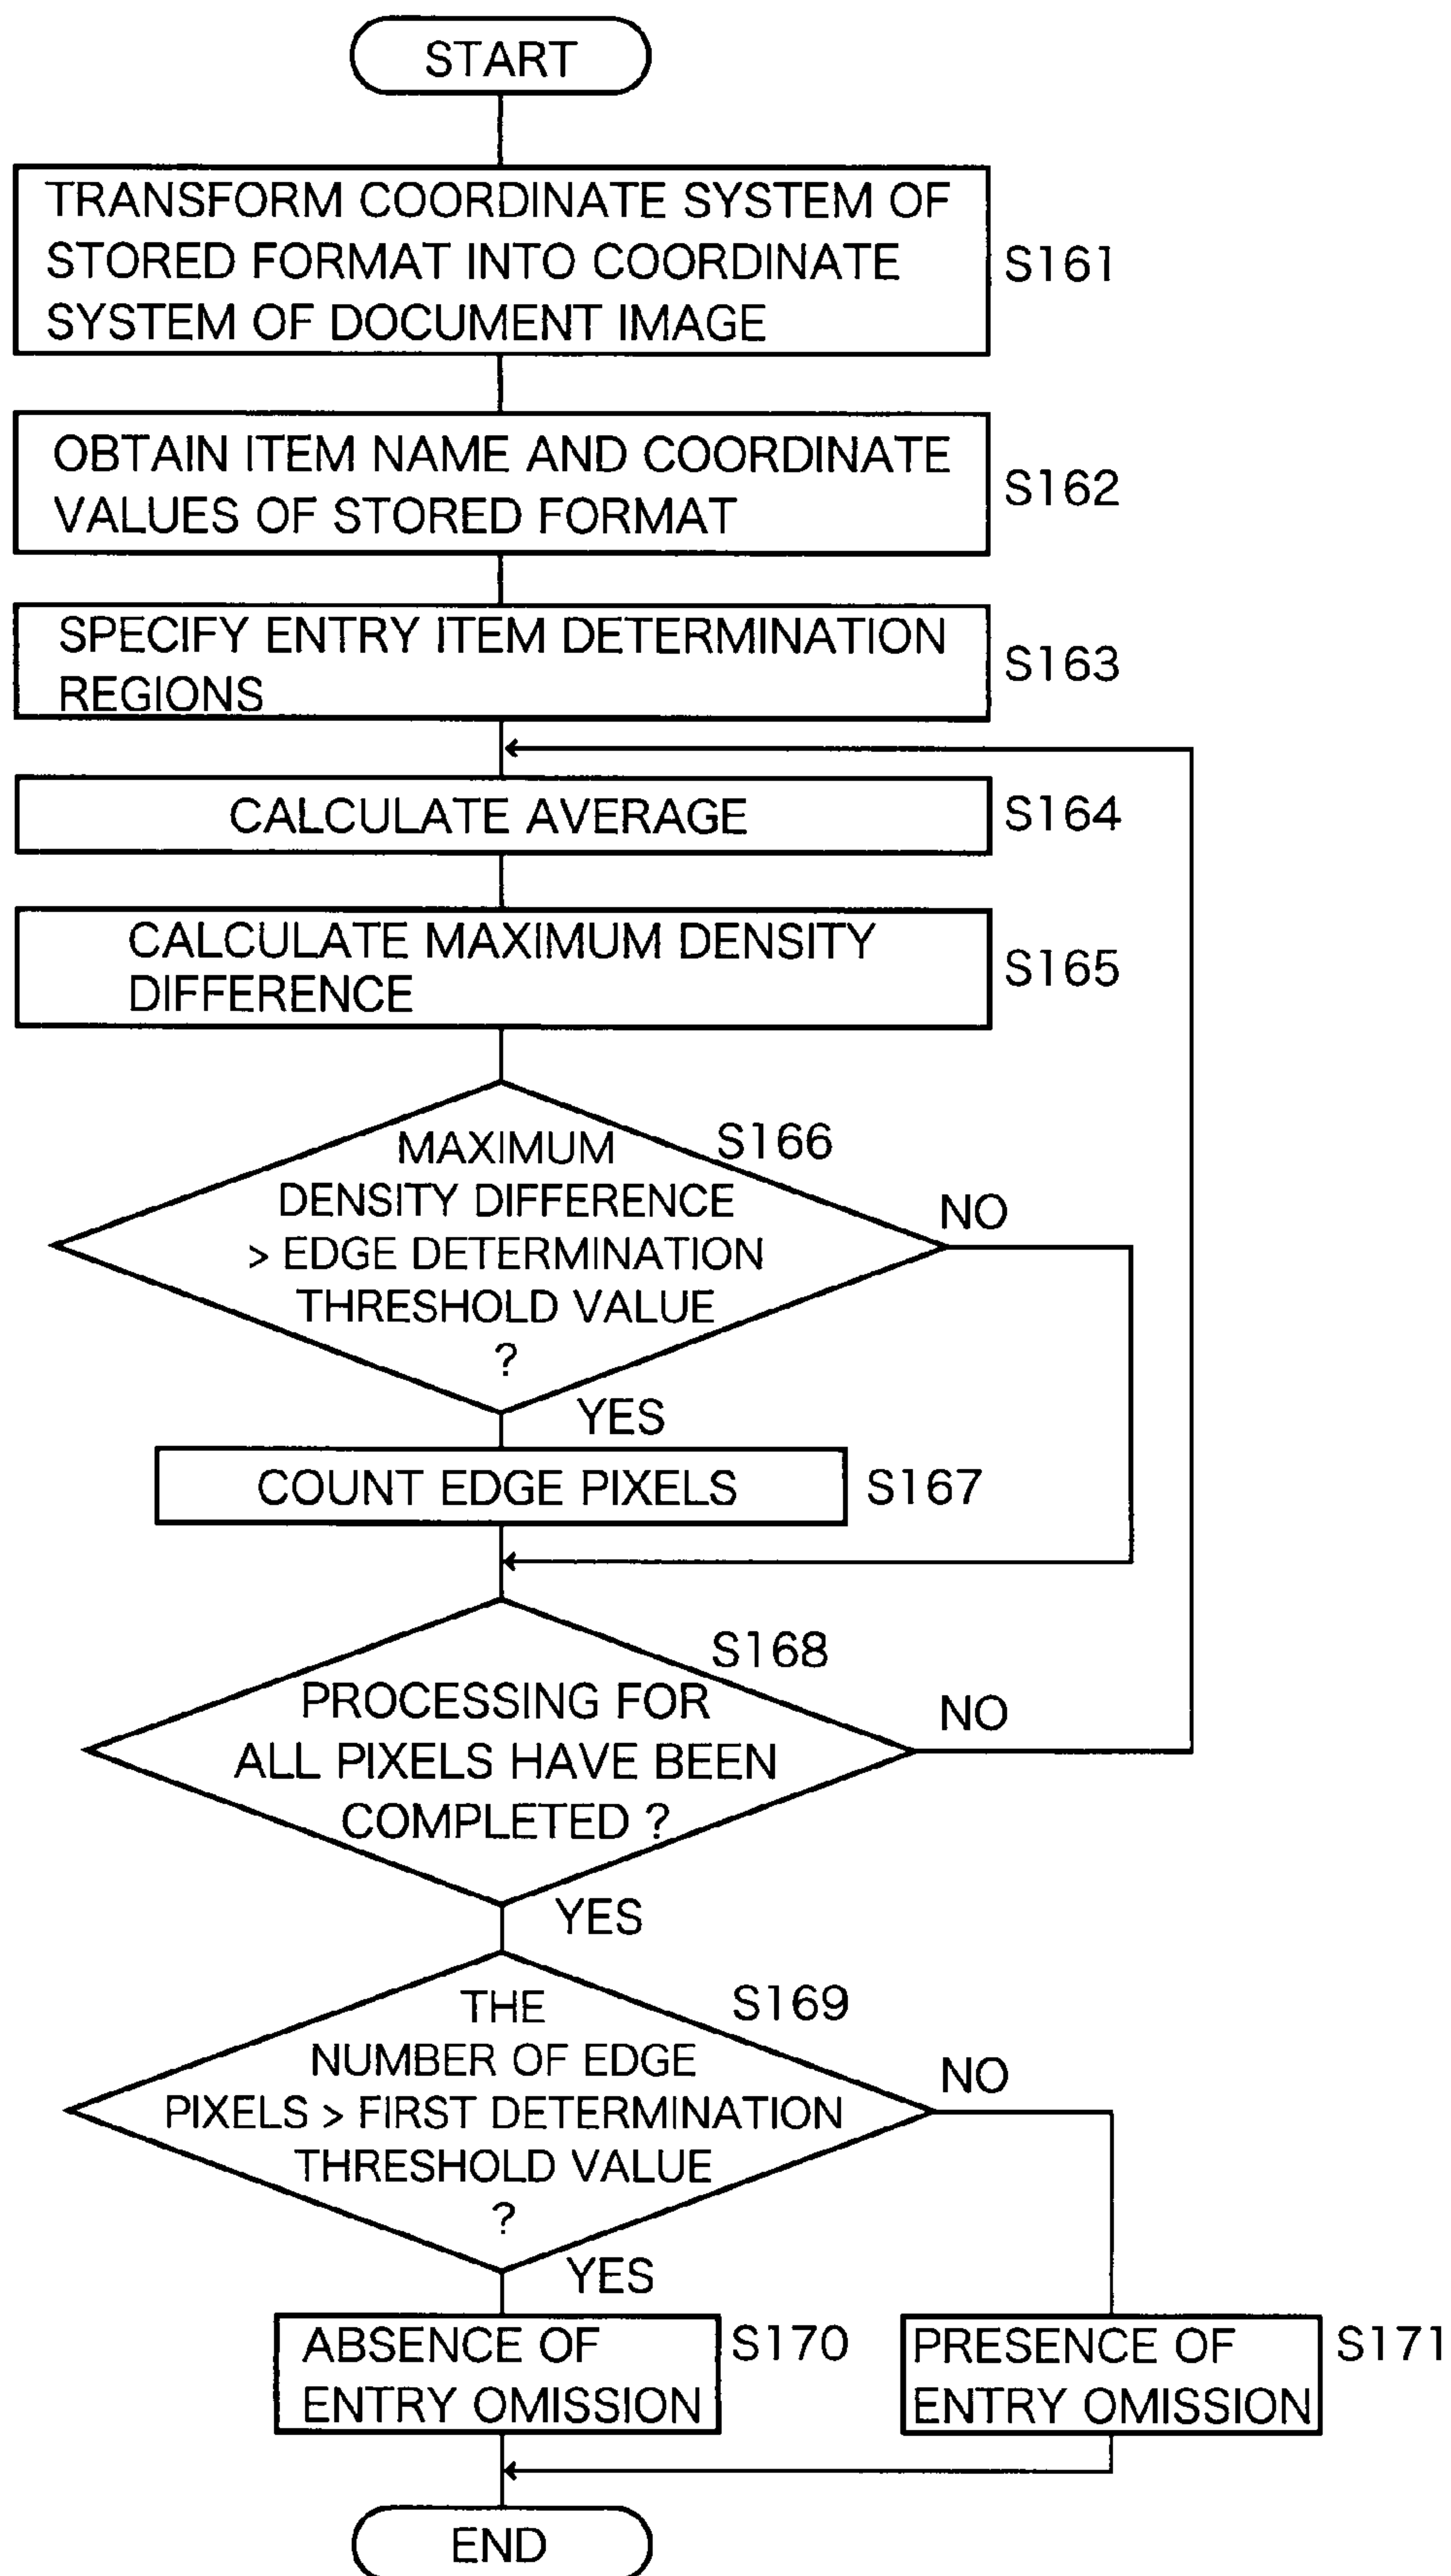 START
TRANSFORM COORDINATE SYSTEM OF
STORED FORMAT INTO COORDINATE
SYSTEM OF DOCUMENT IMAGE
S161
OBTAIN ITEM NAME AND COORDINATE
VALUES OF STORED FORMAT
S162
SPECIFY ENTRY ITEM DETERMINATION
REGIONS
S163
CALCULATE AVERAGE
S164
CALCULATE MAXIMUM DENSITY
DIFFERENCE
S165
S166
MAXIMUM
DENSITY DIFFERENCE
> EDGE DETERMINATION
THRESHOLD VALUE
?
NO
YES
COUNT EDGE PIXELS
S167
S168
PROCESSING FOR
ALL PIXELS HAVE BEEN
COMPLETED ?
NO
YES
S169
THE
NUMBER OF EDGE
PIXELS > FIRST DETERMINATION
THRESHOLD VALUE
?
NO
YES
ABSENCE OF
ENTRY OMISSION
S170
PRESENCE OF
ENTRY OMISSION
S171
END